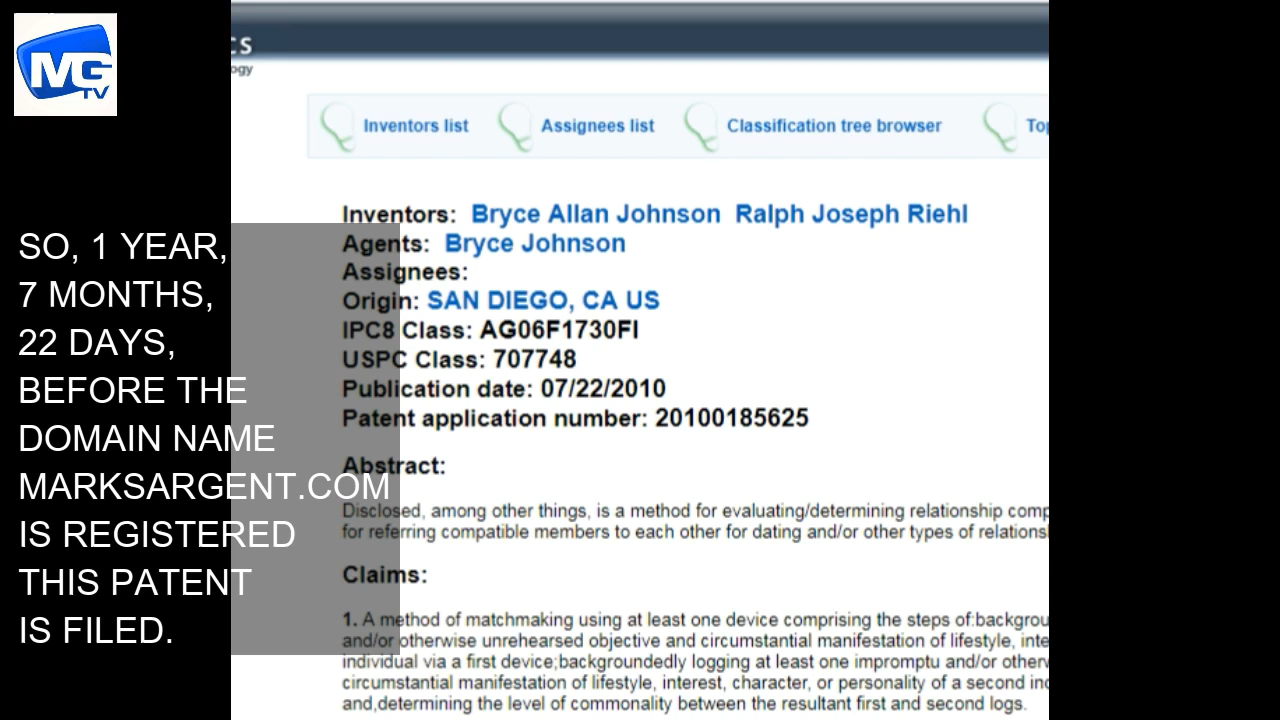 CS
ogy
MG
TV
Inventors list Assignees list Classification tree browser Top
Inventors: Bryce Allan Johnson Ralph Joseph Riehl
Agents: Bryce Johnson
Assignees:
Origin: SAN DIEGO, CA US
IPC8 Class: AG06F1730FI
USPC Class: 707748
Publication date: 07/22/2010
Patent application number: 20100185625
Abstract:
Disclosed, among other things, is a method for evaluating/determining relationship comp
for referring compatible members to each other for dating and/or other types of relations
Claims:
1. A method of matchmaking using at least one device comprising the steps of:backgrou
and/or otherwise unrehearsed objective and circumstantial manifestation of lifestyle, inte
individual via a first device;backgroundedly logging at least one impromptu and/or otherw
circumstantial manifestation of lifestyle, interest, character, or personality of a second ind
and,determining the level of commonality between the resultant first and second logs.
SO, 1 YEAR,
7 MONTHS,
22 DAYS,
BEFORE THE
DOMAIN NAME
MARKSARGENT.COM
IS REGISTERED
THIS PATENT
IS FILED.